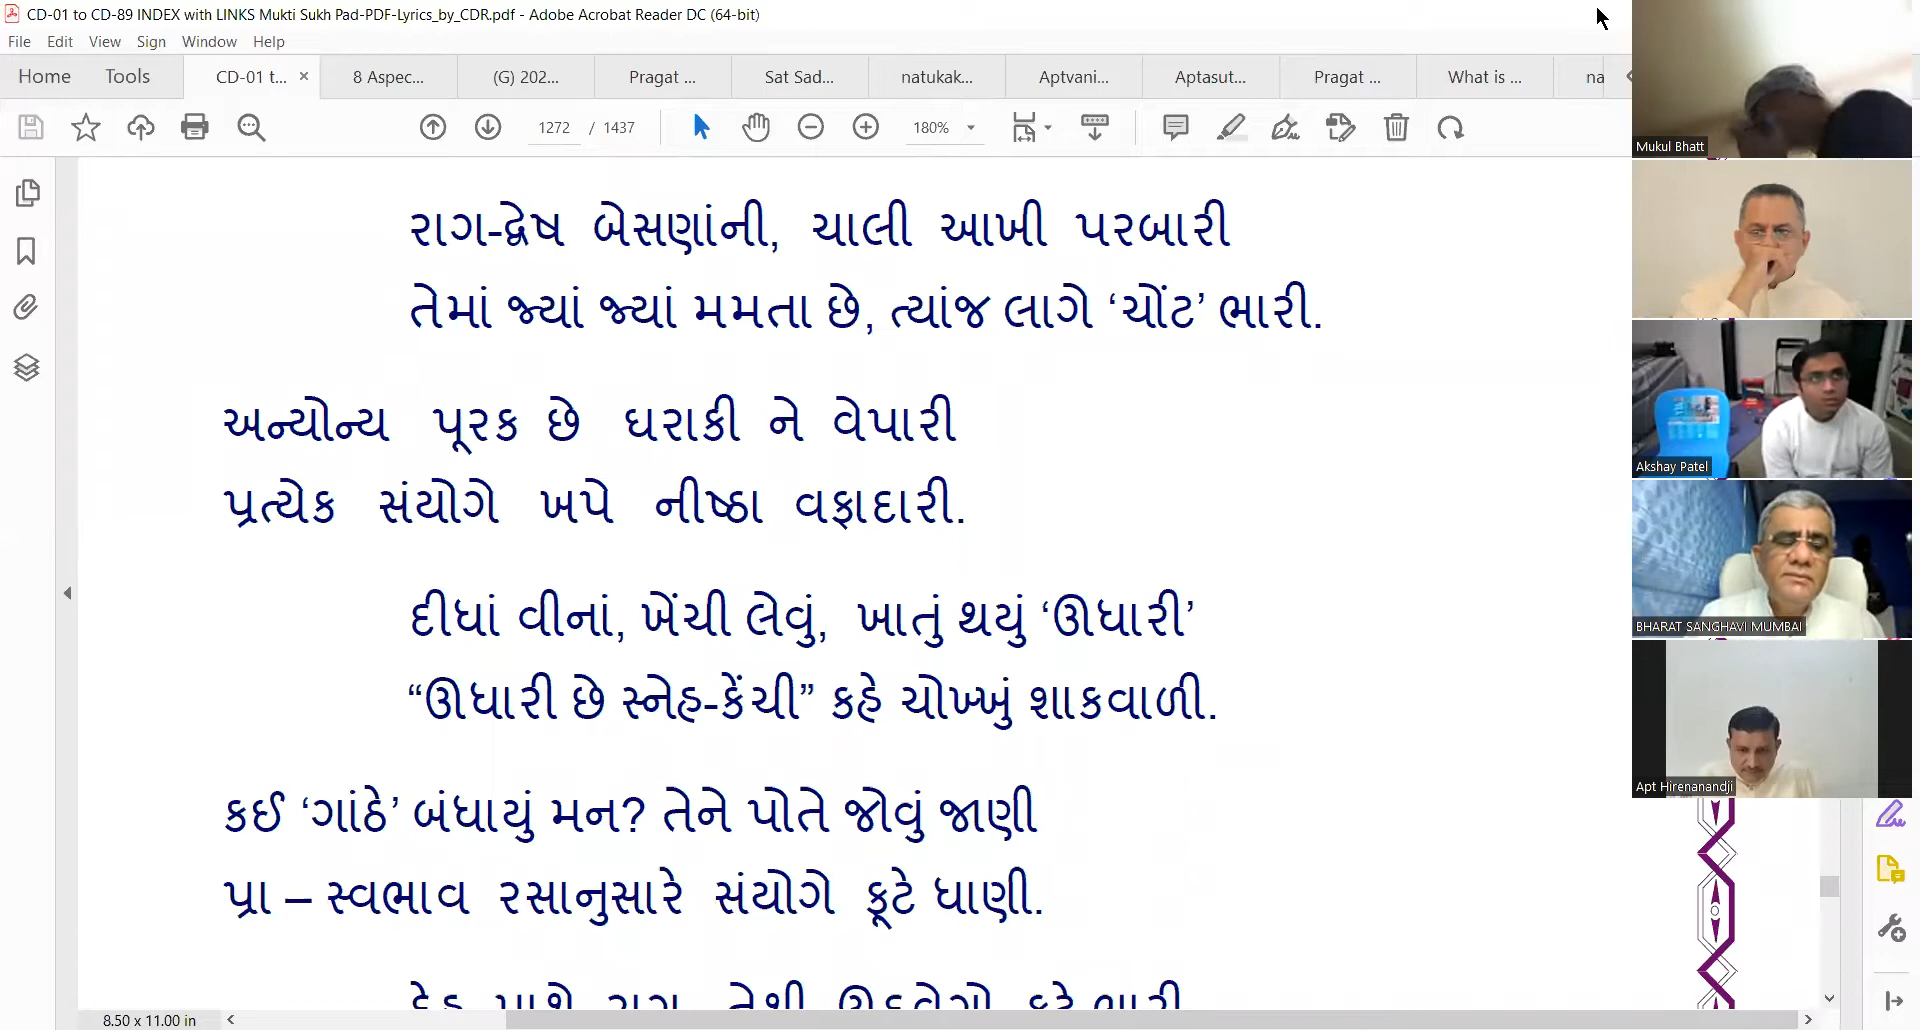 CD-01 to CD-89 INDEX with LINKS Mukti Sukh Pad-PDF-Lyrics_by_CDR.pdf - Adobe Acrobat Reader DC (64-bit)
File Edit View Sign Window Help
Home Tools CD-01 t... × 8 Aspec... (G) 202... Pragat ... Sat Sad... natukak... Aptvani... Aptasut... Pragat ... What is ... na
1272 / 1437 180%
Mukul Bhatt
રાગ-દ્વેષ બેસણાંની, ચાલી આખી પરબારી
તેમાં જ્યાં જ્યાં મમતા છે, ત્યાંજ લાગે ‘ચોંટ’ ભારી.
અન્યોન્ય પૂરક છે ઘરાકી ને વેપારી
Akshay Patel
પ્રત્યેક સંયોગે ખપે નીષ્ઠા વફાદારી.
દીધાં વીનાં, ખેંચી લેવું, ખાતું થયું ‘ઊધારી’
BHARAT SANGHAVI MUMBAI
“ઊધારી છે સ્નેહ-કેંચી” કહે ચોખ્ખું શાકવાળી.
Apt Hirenanandji
કઈ ‘ગાંઠે’ બંધાયું મન? તેને પોતે જોવું જાણી
પ્રા – સ્વભાવ રસાનુસારે સંયોગે ફૂટે ધાણી.
8.50 x 11.00 in